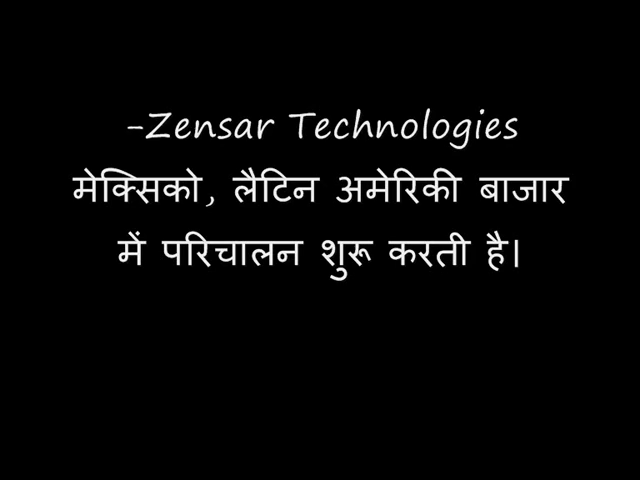 -Zensar Technologies
मेक्सिको, लैटिन अमेरिकी बाजार
में परिचालन शुरू करती है।